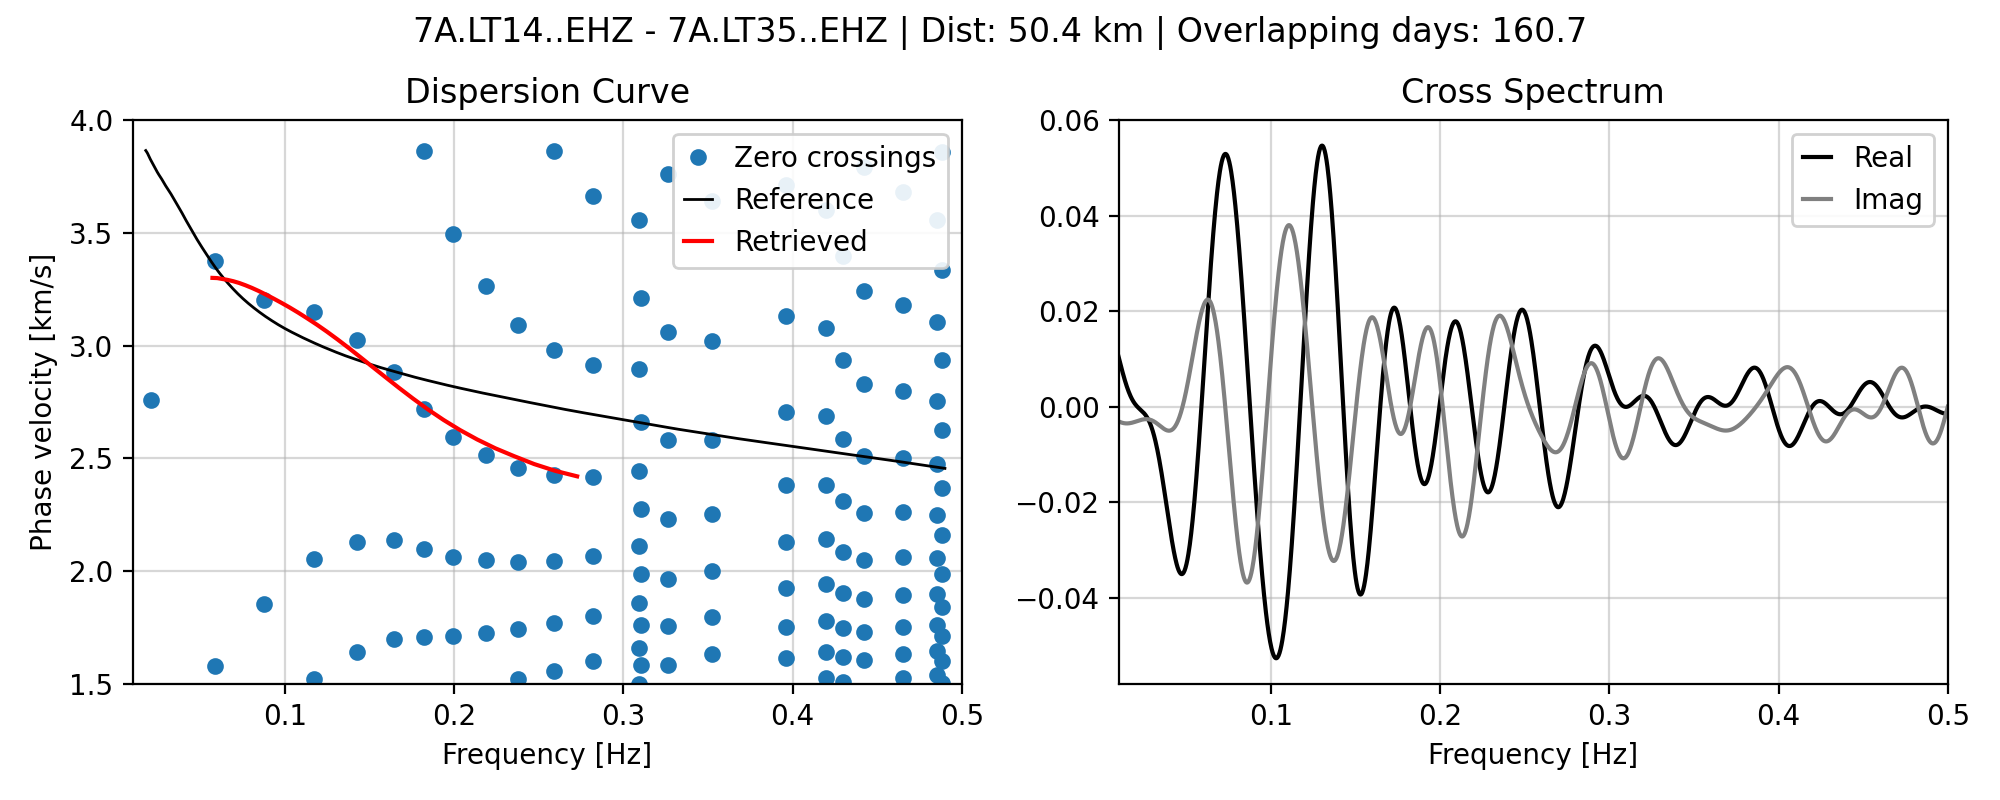 7A.LT14..EHZ - 7A.LT35..EHZ | Dist: 50.4 km | Overlapping days: 160.7
Dispersion Curve
4.0
3.5
3.0
2.5
2.0
1.5
Phase velocity [km/s]
0.1 0.2 0.3 0.4 0.5
Frequency [Hz]
Zero crossings
Reference
Retrieved
Cross Spectrum
0.06
0.04
0.02
0.00
−0.02
−0.04
0.1 0.2 0.3 0.4 0.5
Frequency [Hz]
Real
Imag